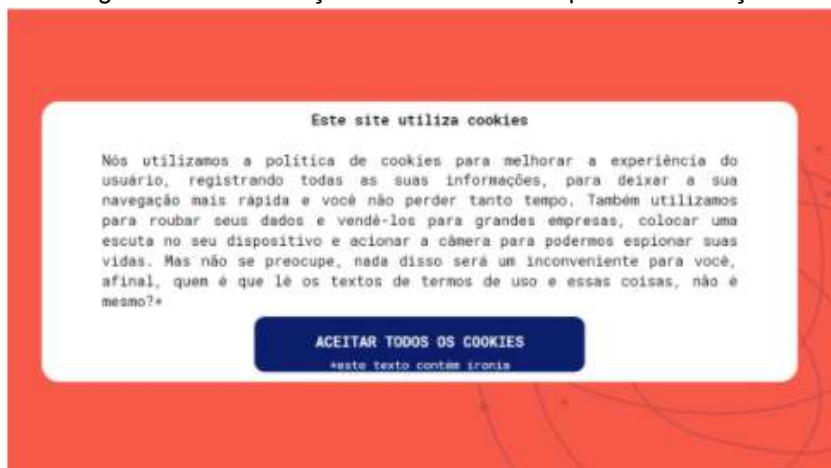 Este site utiliza cookies
Nós utilizamos a política de cookies para melhorar a experiência do
usuário, registrando todas as suas informações, para deixar a sua
navegação mais rápida e você não perder tanto tempo. Também utilizamos
para roubar seus dados e vendê-los para grandes empresas, colocar uma
escuta no seu dispositivo e acionar a câmera para podermos espionar suas
vidas. Mas não se preocupe, nada disso será um inconveniente para você,
afinal, quem é que lê os textos de termos de uso e essas coisas, não é
mesmo?*
ACEITAR TODOS OS COOKIES
*este texto contém ironia